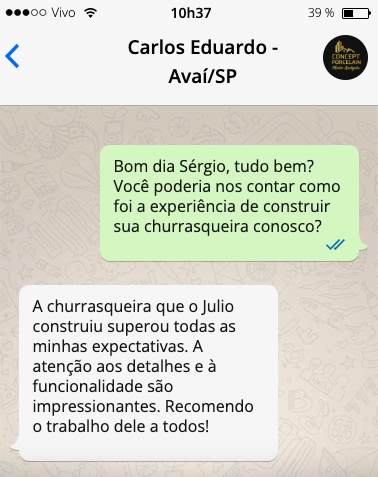 Vivo 10h37 39 %
Carlos Eduardo -
Avaí/SP
CONCEPT
PORCELAIN
Bom dia Sérgio, tudo bem?
Você poderia nos contar como
foi a experiência de construir
sua churrasqueira conosco?
A churrasqueira que o Julio
construiu superou todas as
minhas expectativas. A
atenção aos detalhes e à
funcionalidade são
impressionantes. Recomendo
o trabalho dele a todos!